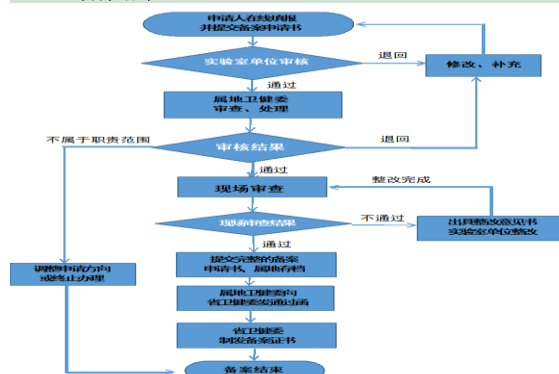 申请人在线填报
并提交备案申请书
实验室单位审核
退回
修改、补充
通过
属地卫健委
审查、处理
不属于职责范围
审核结果
退回
通过
现场审查
整改完成
现场审查结果
不通过
出具整改意见书
实验室单位整改
通过
调整申请方向
或终止办理
提交完整的备案
申请书，属地存档
属地卫健委向
省卫健委发通过函
省卫健委
制发备案证书
备案结束